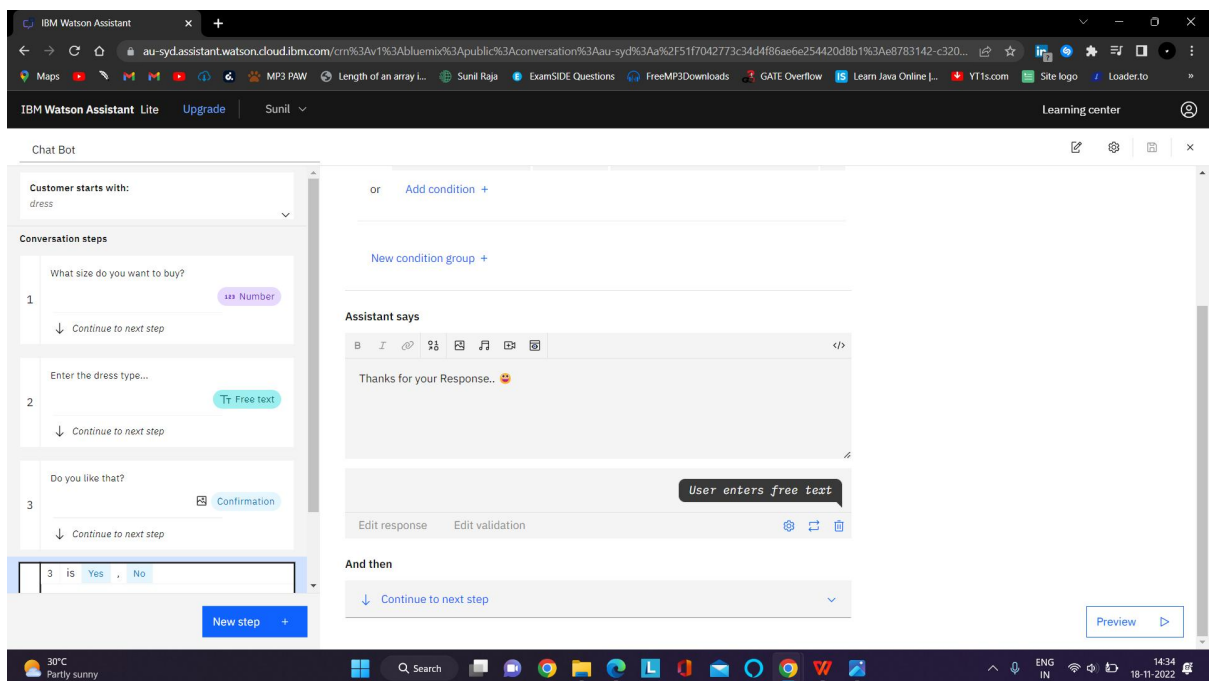 IBM Watson Assistant
au-syd.assistant.watson.cloud.ibm.com/crn%3Av1%3Abluemix%3Apublic%3Aconversation%3Aau-syd%3Aa%2F51f7042773c34d4f86ae6e254420d8b1%3Ae8783142-c320...
Maps MP3 PAW Length of an array i... Sunil Raja ExamSIDE Questions FreeMP3Downloads GATE Overflow Learn Java Online |... YT1s.com Site logo Loader.to »
IBM Watson Assistant Lite Upgrade Sunil Learning center
Chat Bot
Customer starts with:
dress
Conversation steps
1
What size do you want to buy?
123 Number
Continue to next step
2
Enter the dress type...
Free text
Continue to next step
3
Do you like that?
Confirmation
Continue to next step
3 is Yes , No
New step +
or Add condition +
New condition group +
Assistant says
B I </>
Thanks for your Response.. 😀
User enters free text
Edit response Edit validation
And then
Continue to next step
Preview
30°C
Partly sunny
Search
ENG
IN
14:34
18-11-2022